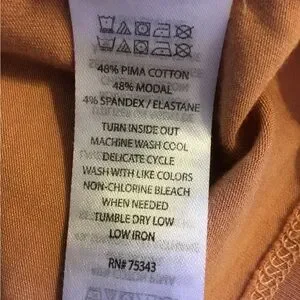 48% PIMA COTTON
48% MODAL
4% SPANDEX / ELASTANE
TURN INSIDE OUT
MACHINE WASH COOL
DELICATE CYCLE
WASH WITH LIKE COLORS
NON-CHLORINE BLEACH
WHEN NEEDED
TUMBLE DRY LOW
LOW IRON
RN# 75343